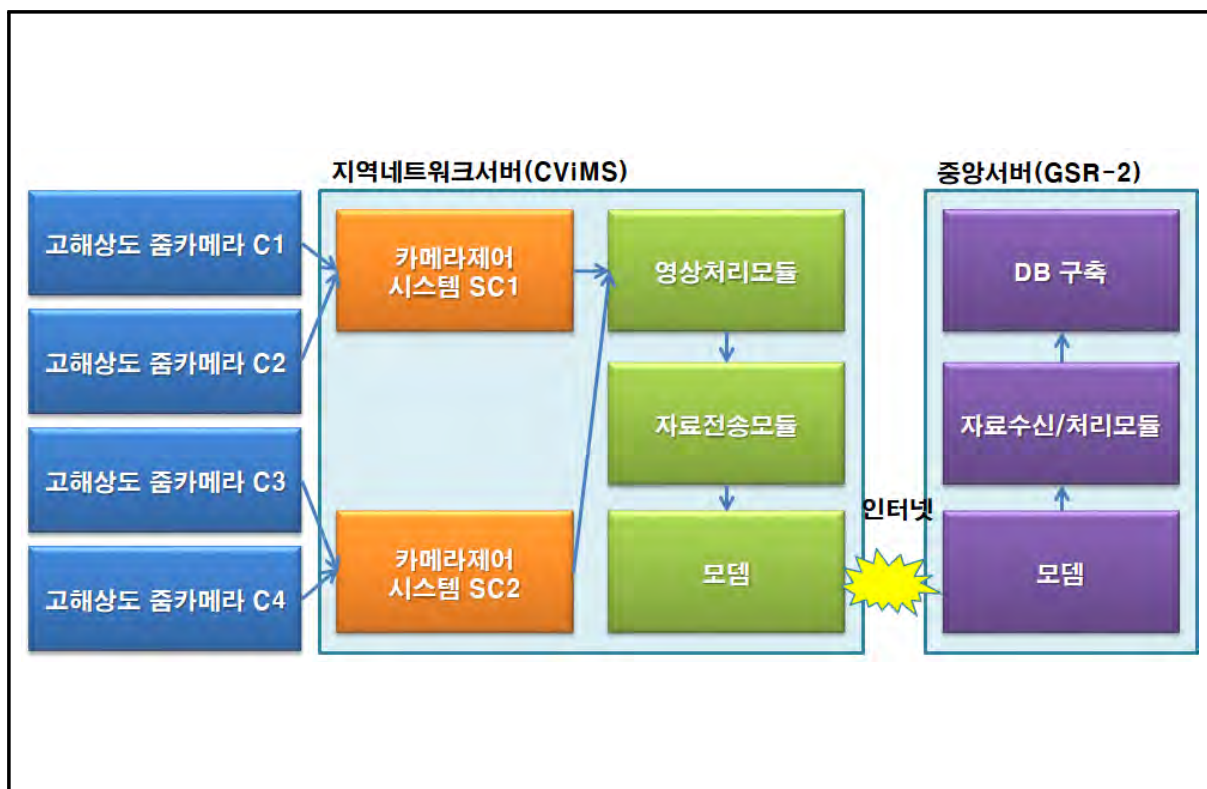 지역네트워크서버(CViMS)
중앙서버(GSR-2)
고해상도 줌카메라 C1
고해상도 줌카메라 C2
고해상도 줌카메라 C3
고해상도 줌카메라 C4
카메라제어
시스템 SC1
카메라제어
시스템 SC2
영상처리모듈
자료전송모듈
모뎀
인터넷
DB 구축
자료수신/처리모듈
모뎀